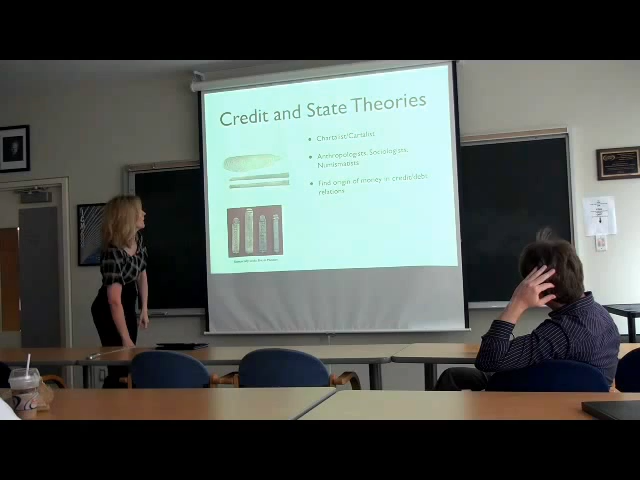 Credit and State Theories
Chartalist/Cartalist
Anthropologists, Sociologists,
Numismatists
Find origin of money in credit/debt
relations